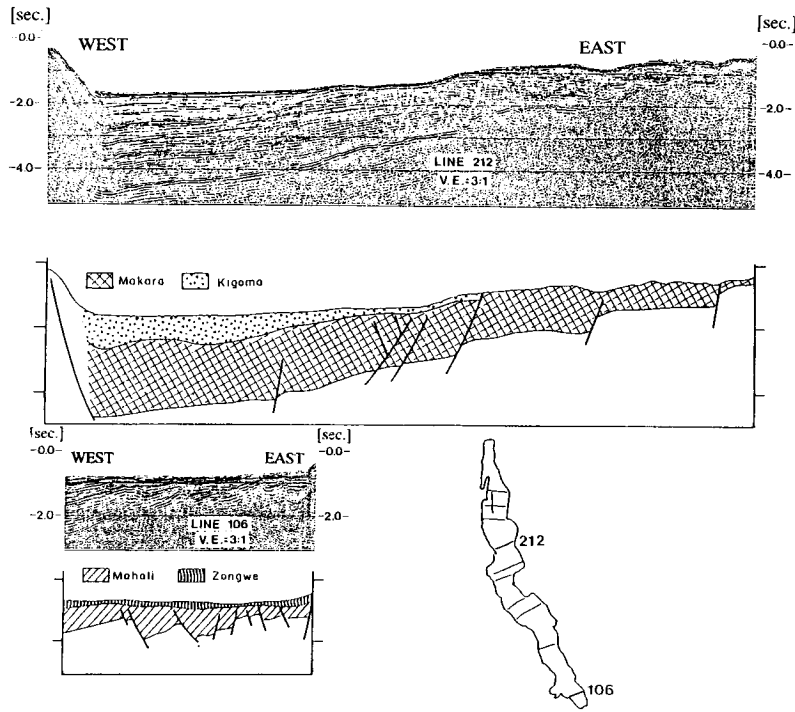 [sec.]
[sec.]
-0.0-
WEST
EAST
-0.0-
-2.0-
-2.0-
-4.0-
LINE 212
V.E.=3:1
-4.0-
Makara
Kigoma
[sec.]
[sec.]
-0.0-
WEST
EAST
-0.0-
-2.0-
LINE 106
V.E.=3:1
-2.0-
212
Mahali
Zongwe
106